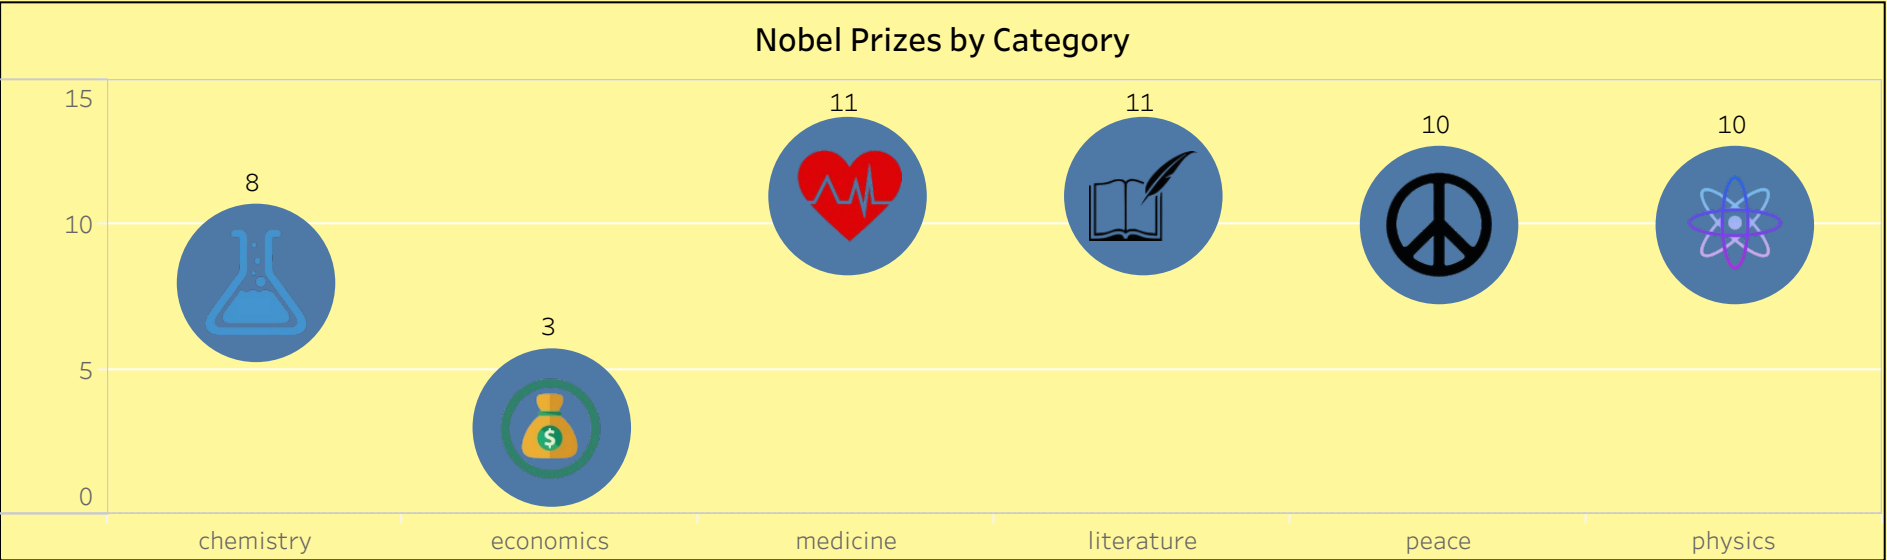 Nobel Prizes by Category
15
10
5
0
8
3
11
11
10
10
$
chemistry
economics
medicine
literature
peace
physics